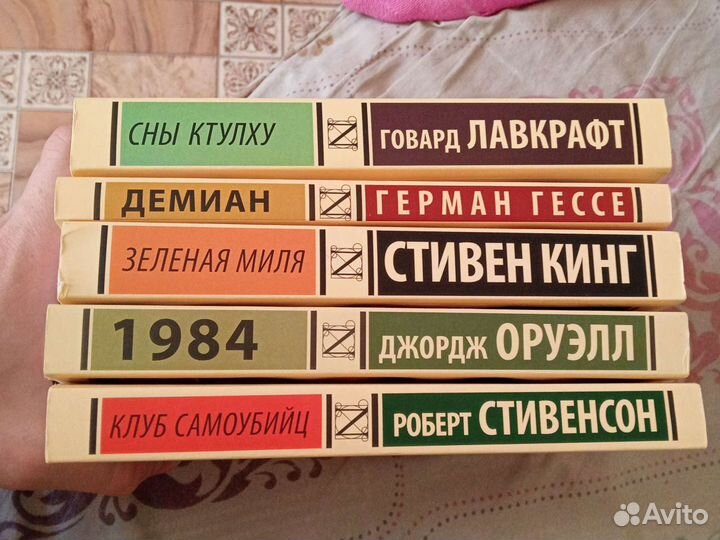 СНЫ КТУЛХУ ГОВАРД ЛАВКРАФТ
ДЕМИАН ГЕРМАН ГЕССЕ
ЗЕЛЕНАЯ МИЛЯ СТИВЕН КИНГ
1984 ДЖОРДЖ ОРУЭЛЛ
КЛУБ САМОУБИЙЦ РОБЕРТ СТИВЕНСОН
Avito